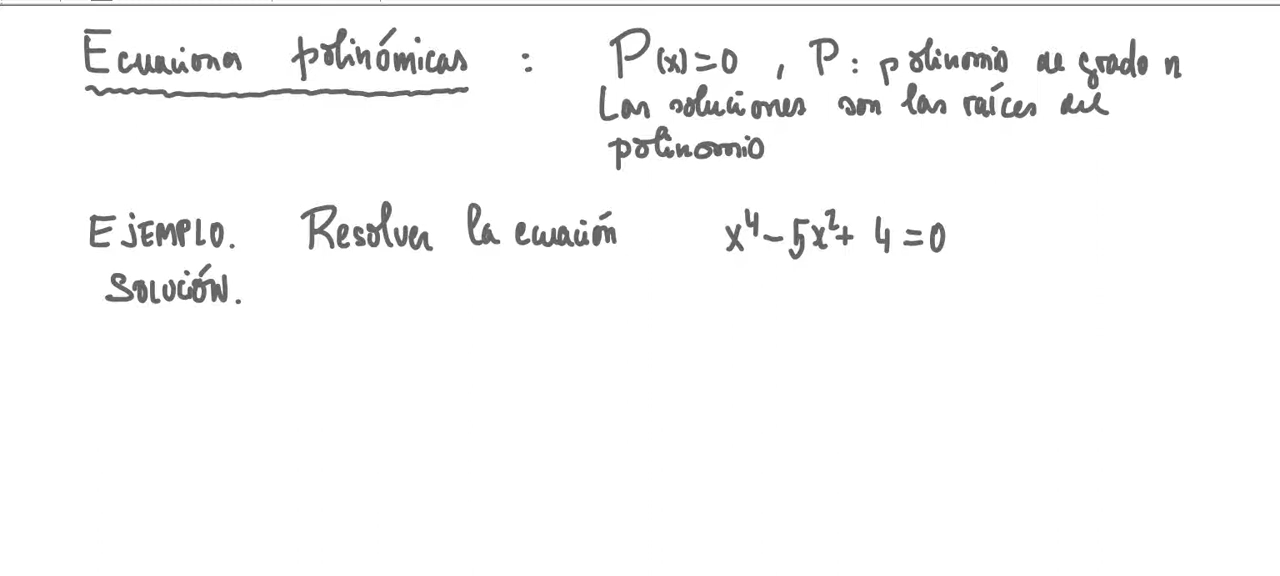 Ecuaciones polinómicas : P(x)=0 , P: polinomio de grado n
Las soluciones son las raíces del
polinomio
EJEMPLO. Resolver la ecuación x⁴-5x²+ 4=0
SOLUCIÓN.